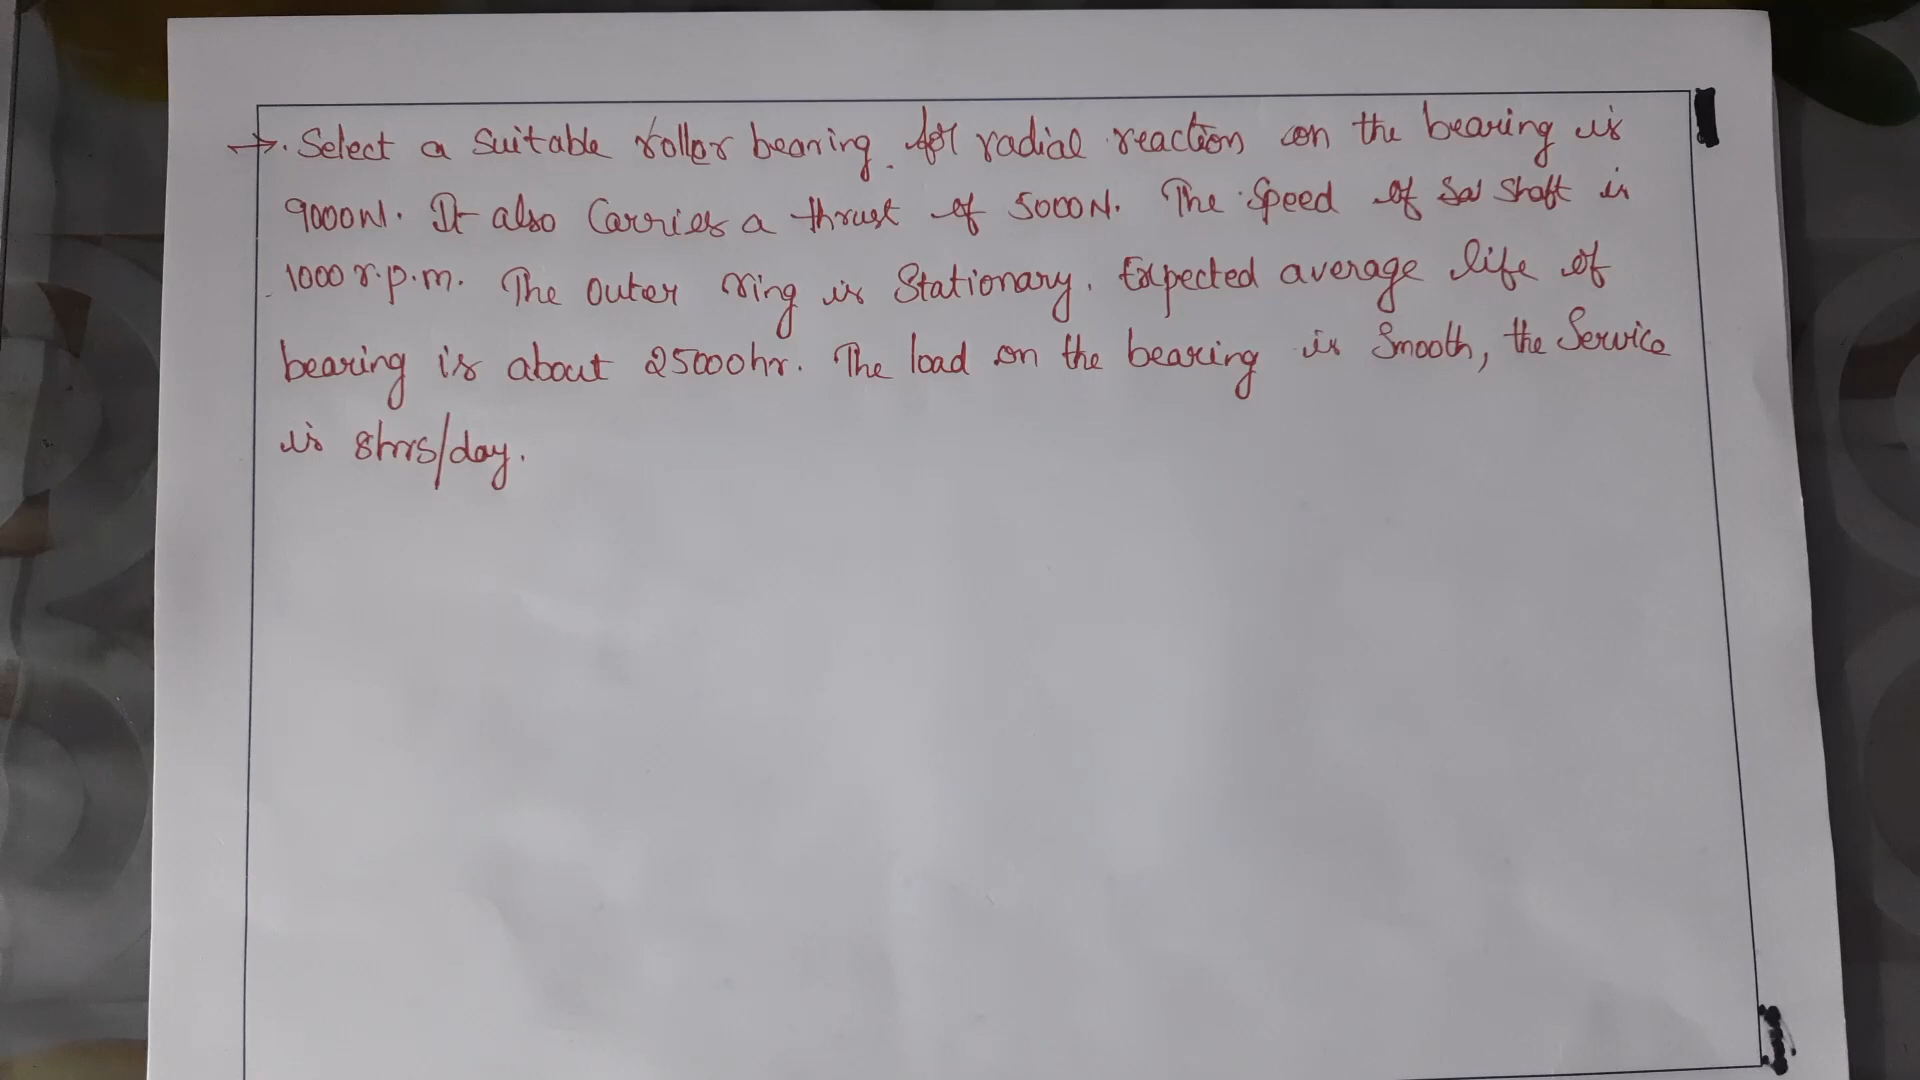 →. Select a suitable roller bearing for radial reaction on the bearing is
9000N. It also Carries a thrust of 5000N. The Speed of shaft is
1000 r.p.m. The outer ring is Stationary. Expected average life of
bearing is about 25000hr. The load on the bearing is Smooth, the Service
is 8hrs/day.